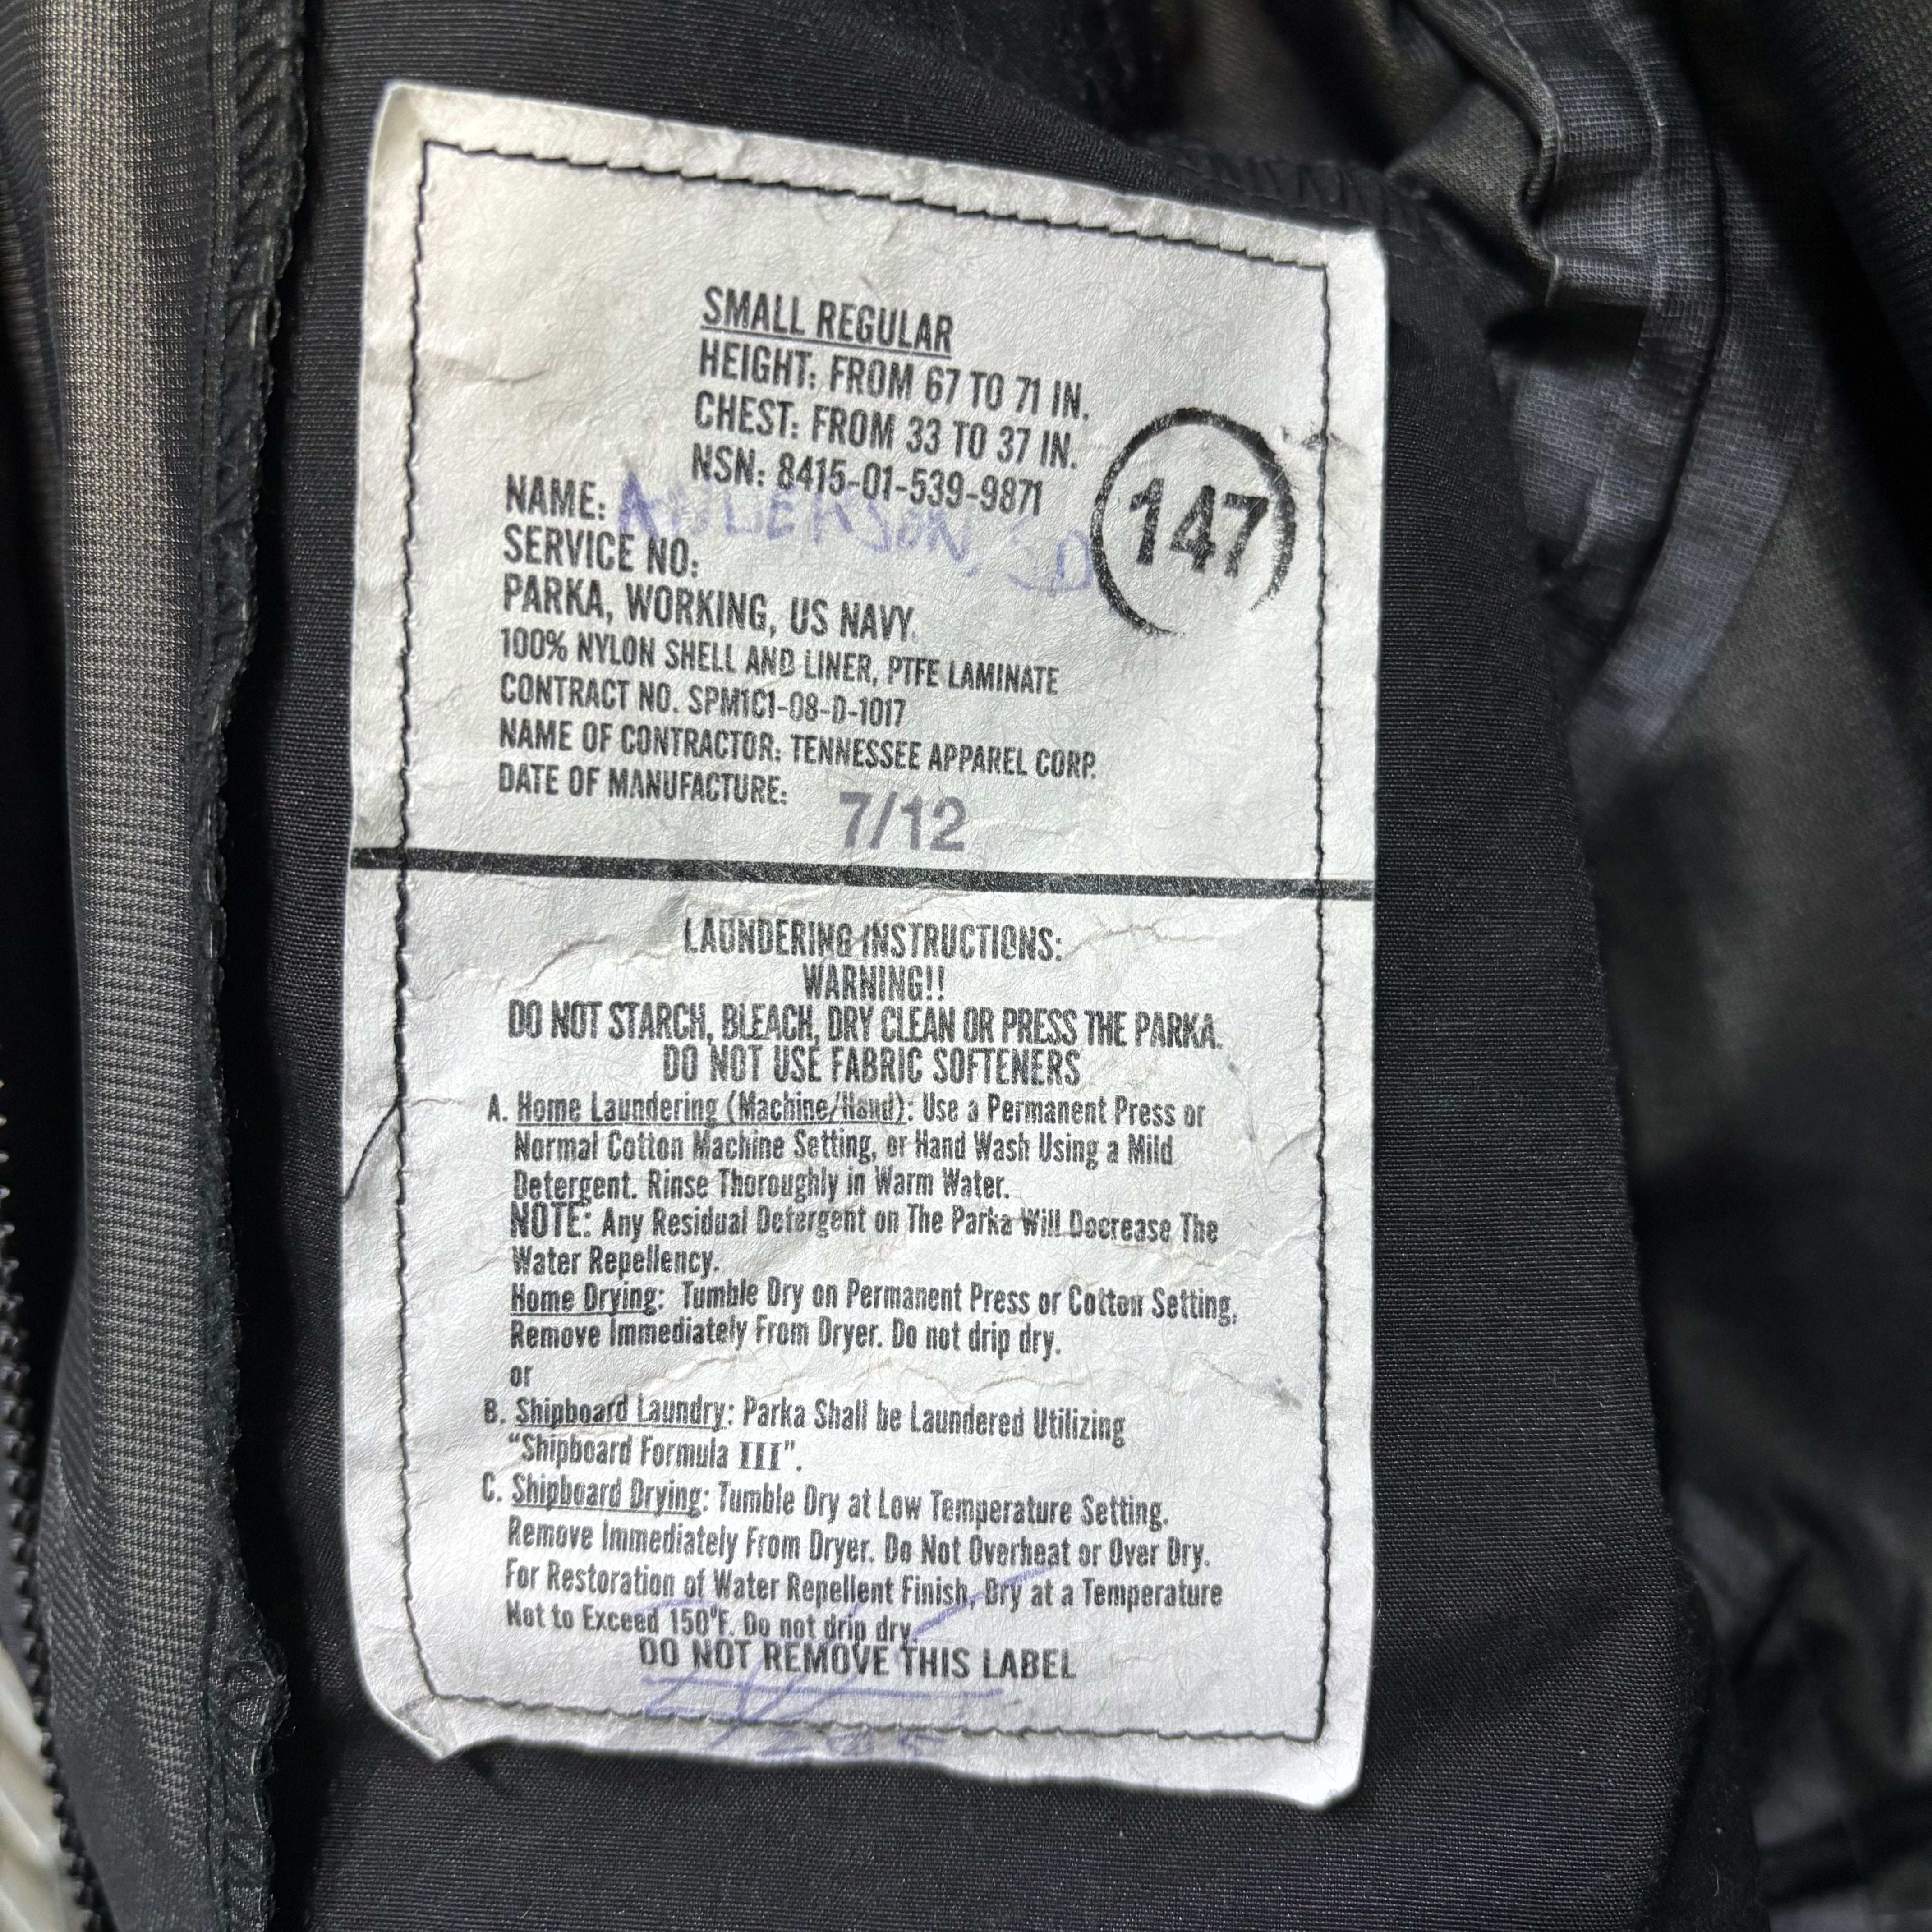 SMALL REGULAR
HEIGHT: FROM 67 TO 71 IN.
CHEST: FROM 33 TO 37 IN.
NSN: 8415-01-539-9871
147
NAME: ANDERSON,
SERVICE NO:
PARKA, WORKING, US NAVY.
100% NYLON SHELL AND LINER, PTFE LAMINATE
CONTRACT NO. SPM1C1-08-D-1017
NAME OF CONTRACTOR: TENNESSEE APPAREL CORP.
DATE OF MANUFACTURE: 7/12
LAUNDERING INSTRUCTIONS:
WARNING!!
DO NOT STARCH, BLEACH, DRY CLEAN OR PRESS THE PARKA.
DO NOT USE FABRIC SOFTENERS
A. Home Laundering (Machine/Hand): Use a Permanent Press or
Normal Cotton Machine Setting, or Hand Wash Using a Mild
Detergent. Rinse Thoroughly in Warm Water.
NOTE: Any Residual Detergent on The Parka Will Decrease The
Water Repellency.
Home Drying: Tumble Dry on Permanent Press or Cotton Setting,
Remove Immediately From Dryer. Do not drip dry.
or
B. Shipboard Laundry: Parka Shall be Laundered Utilizing
"Shipboard Formula III".
C. Shipboard Drying: Tumble Dry at Low Temperature Setting.
Remove Immediately From Dryer. Do Not Overheat or Over Dry.
For Restoration of Water Repellent Finish, Dry at a Temperature
Not to Exceed 150°F. Do not drip dry.
DO NOT REMOVE THIS LABEL